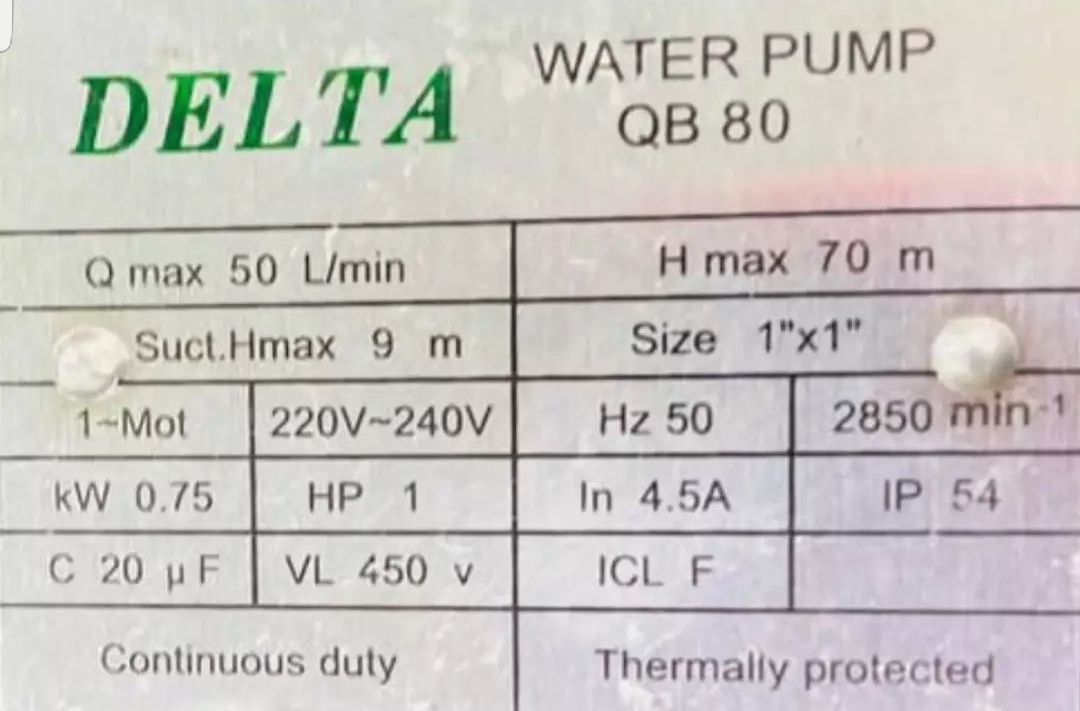 DELTA
WATER PUMP
QB 80
Q max 50 L/min
H max 70 m
Suct.Hmax 9 m
Size 1"x1"
1~Mot
220V~240V
Hz 50
2850 min-1
kW 0.75
HP 1
In 4.5A
IP 54
C 20 µF
VL 450 v
ICL F
Continuous duty
Thermally protected